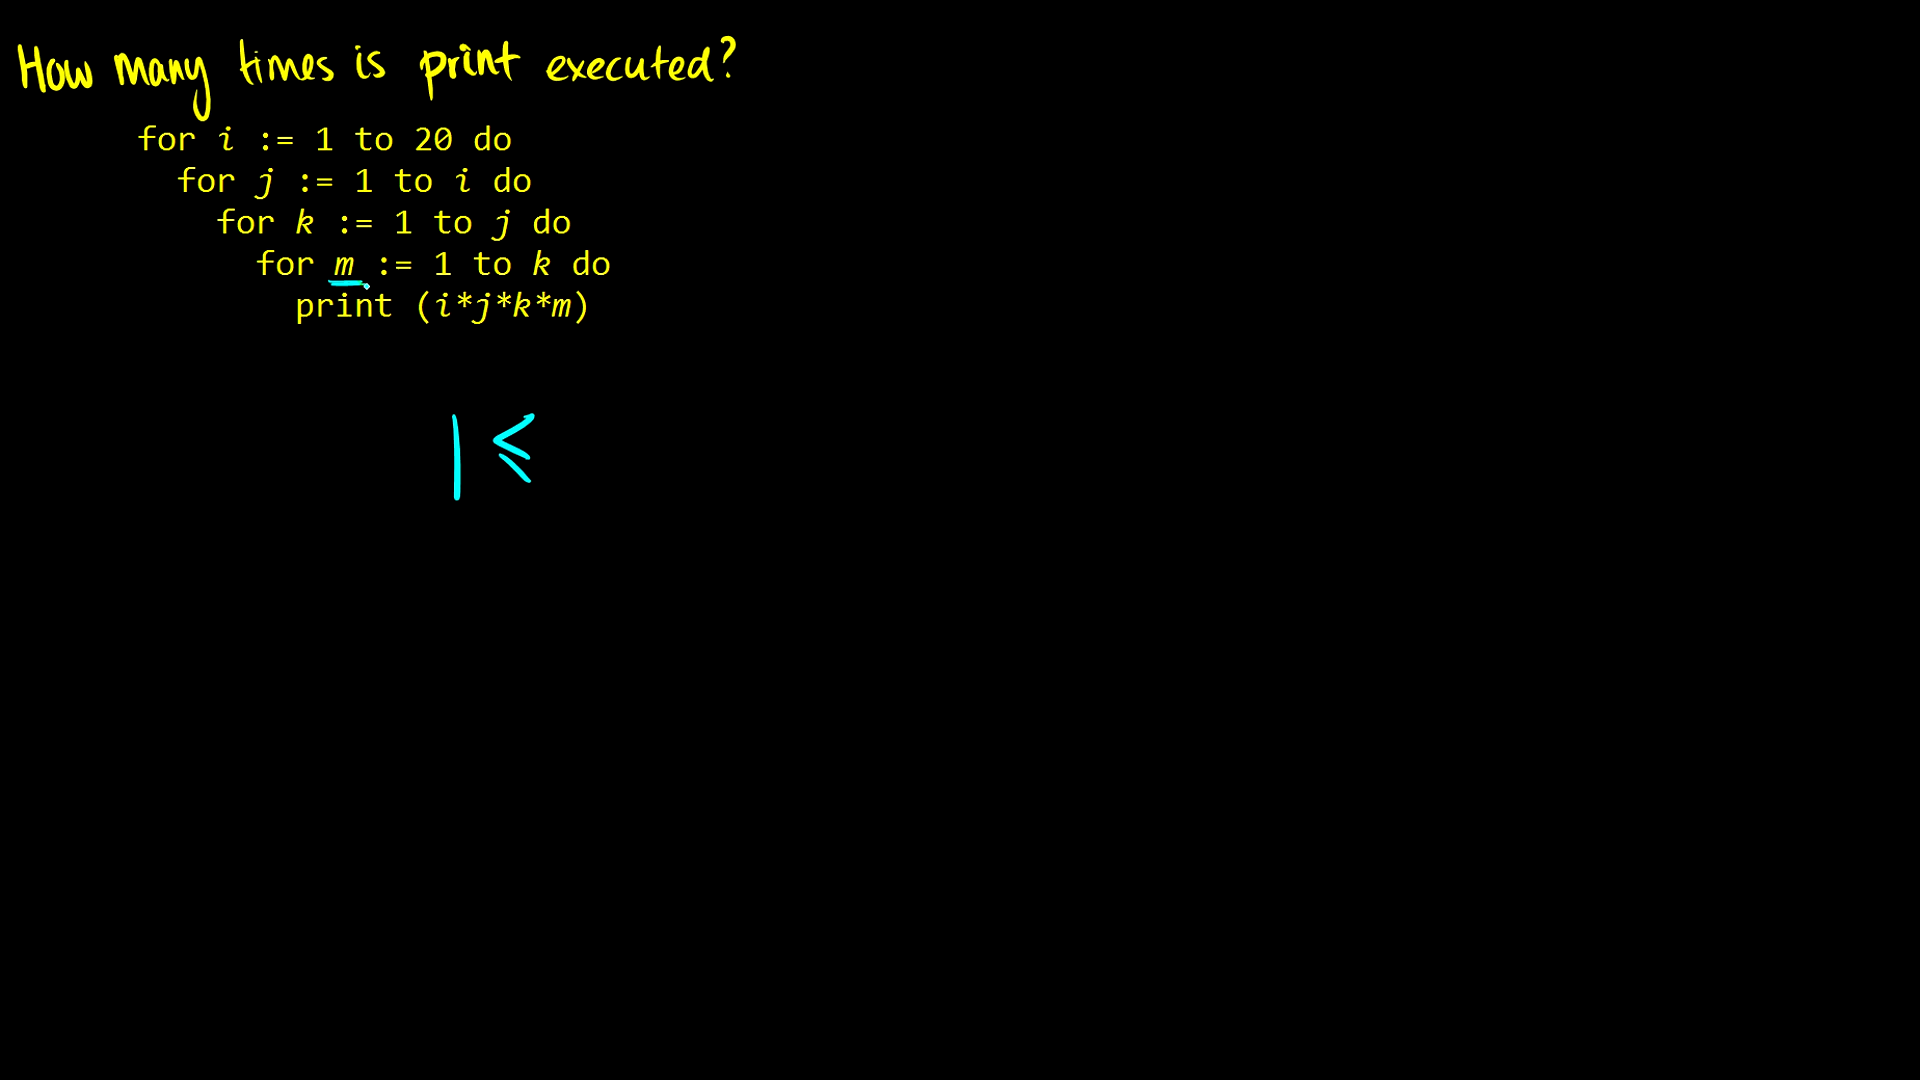 How many times is print executed?
for i := 1 to 20 do
for j := 1 to i do
for k := 1 to j do
for m := 1 to k do
print (i*j*k*m)
1 ≤